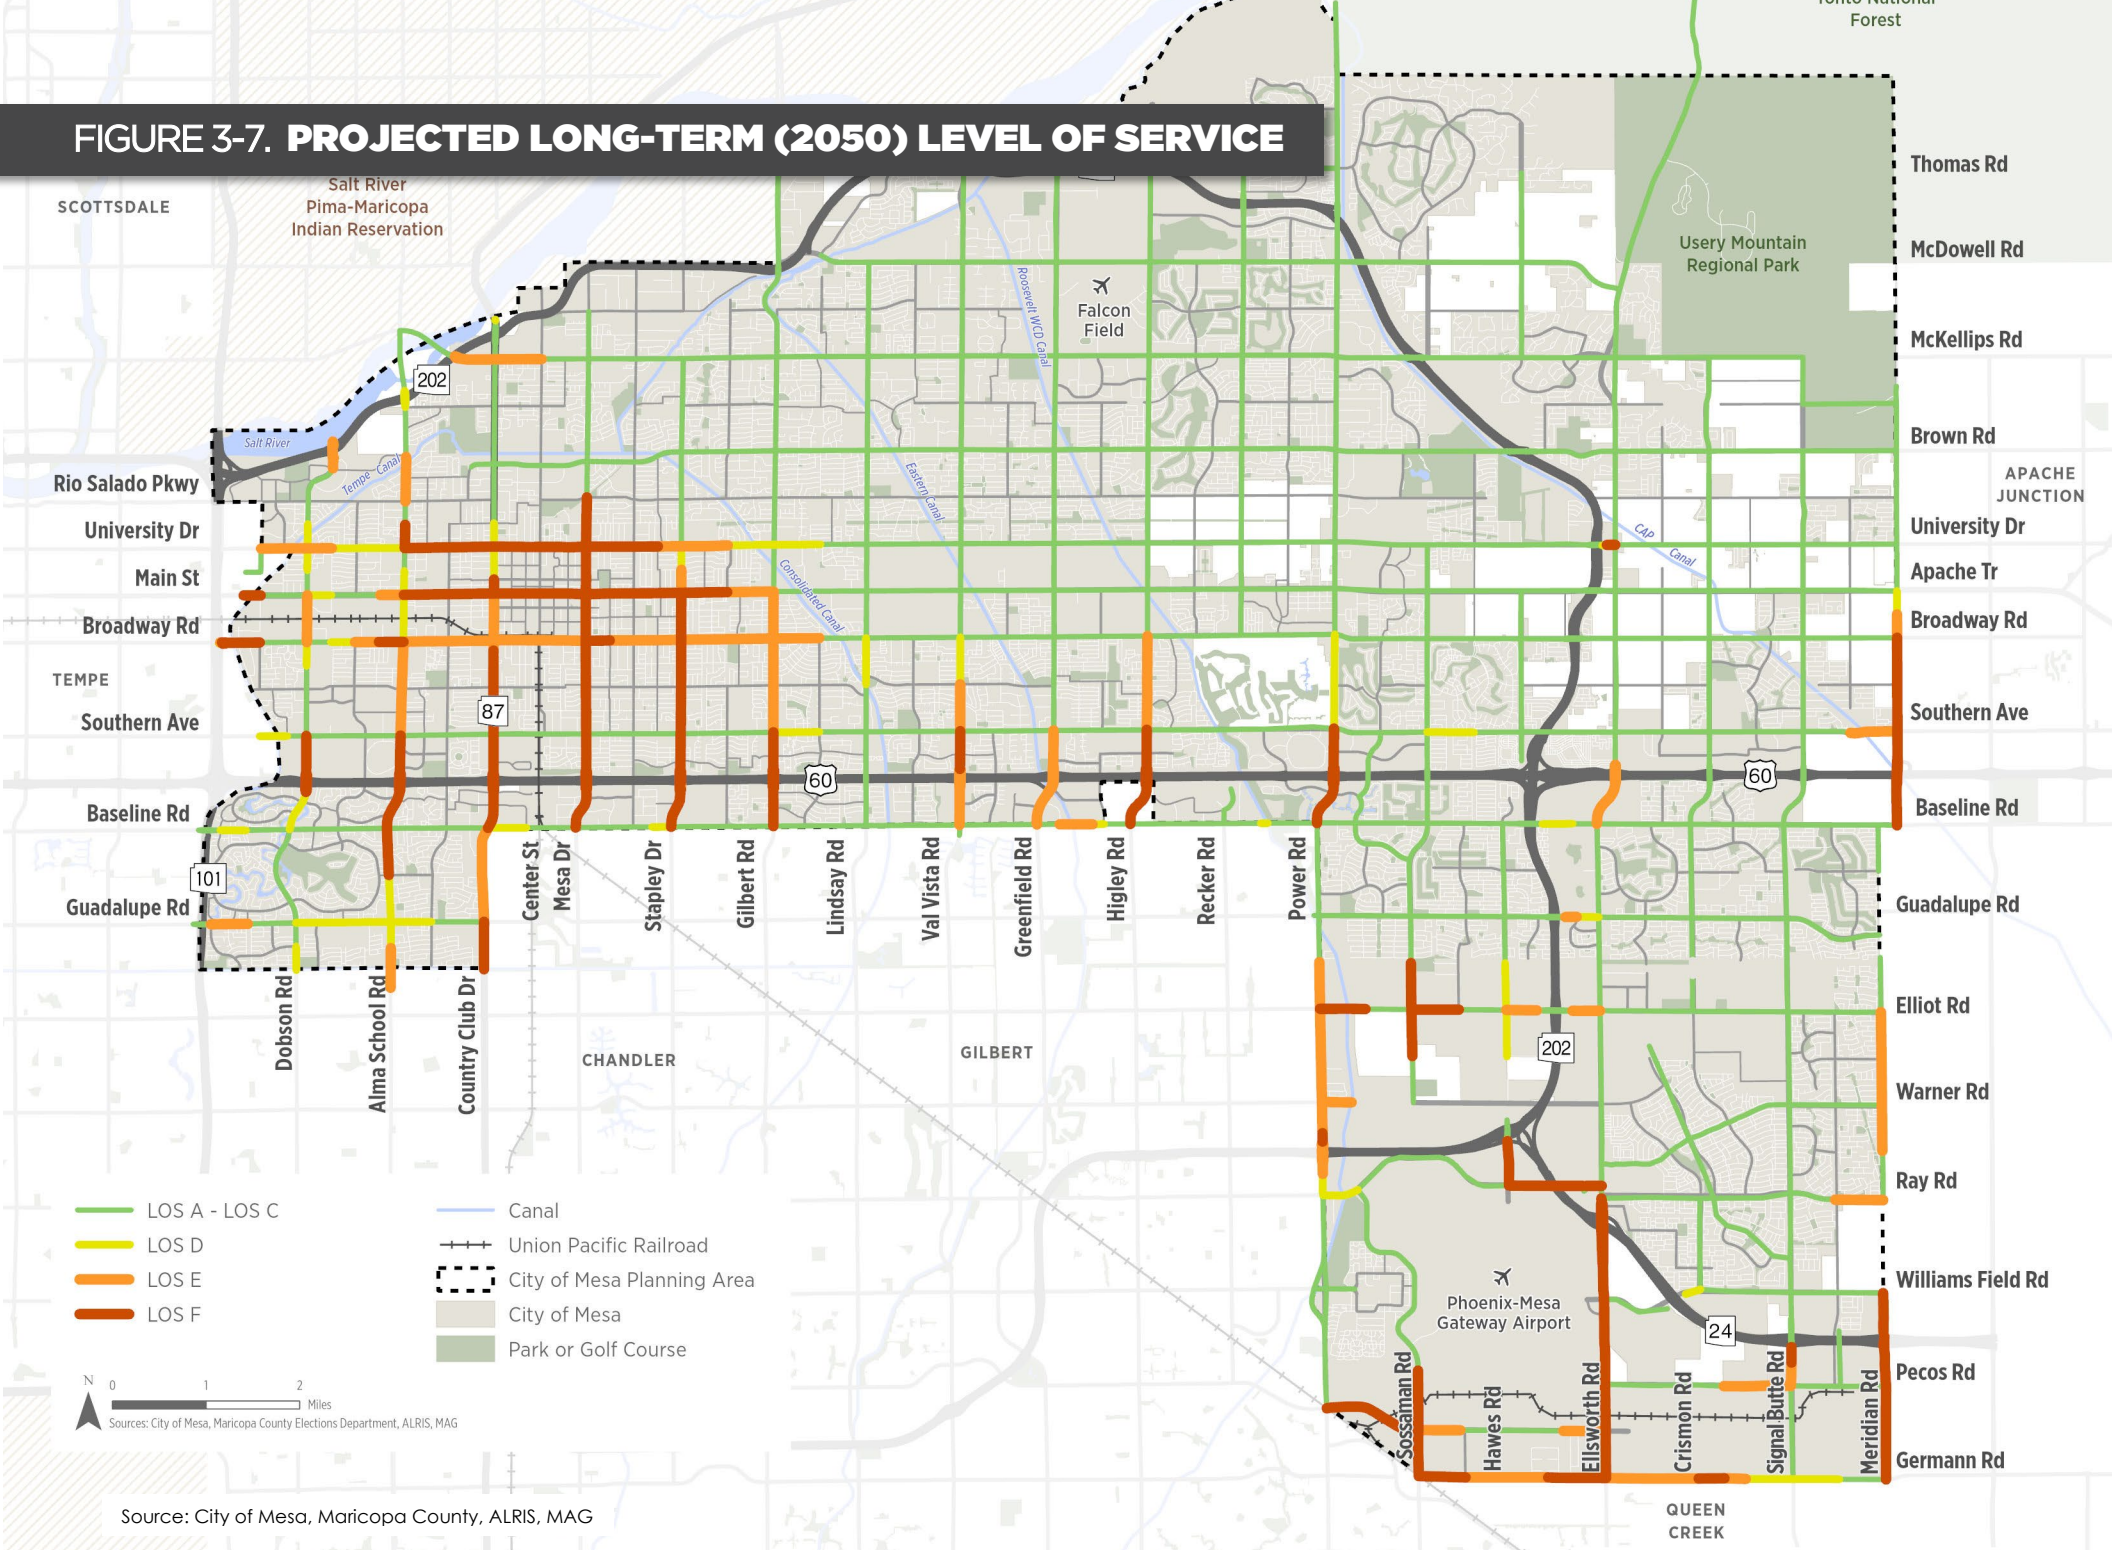 Forest
FIGURE 3-7. PROJECTED LONG-TERM (2050) LEVEL OF SERVICE
SCOTTSDALE
Salt River
Pima-Maricopa
Indian Reservation
Thomas Rd
Usery Mountain
Regional Park
McDowell Rd
Roosevelt WCD Canal
Falcon
Field
McKellips Rd
202
Salt River
Tempe Canal
Eastern Canal
Brown Rd
APACHE
JUNCTION
Rio Salado Pkwy
University Dr
Main St
Broadway Rd
University Dr
CAP Canal
Apache Tr
Consolidated Canal
Broadway Rd
TEMPE
87
Southern Ave
Southern Ave
60
60
Baseline Rd
Baseline Rd
101
Guadalupe Rd
Guadalupe Rd
Center St
Mesa Dr
Stapley Dr
Gilbert Rd
Lindsay Rd
Val Vista Rd
Greenfield Rd
Higley Rd
Recker Rd
Power Rd
Dobson Rd
Alma School Rd
Country Club Dr
CHANDLER
GILBERT
Elliot Rd
202
Warner Rd
Ray Rd
LOS A - LOS C
LOS D
LOS E
LOS F
Canal
Union Pacific Railroad
City of Mesa Planning Area
City of Mesa
Park or Golf Course
Phoenix-Mesa
Gateway Airport
Williams Field Rd
24
Pecos Rd
Sossaman Rd
Hawes Rd
Ellsworth Rd
Crismon Rd
Signal Butte Rd
Meridian Rd
Germann Rd
N
0 1 2
Miles
Sources: City of Mesa, Maricopa County Elections Department, ALRIS, MAG
Source: City of Mesa, Maricopa County, ALRIS, MAG
QUEEN
CREEK